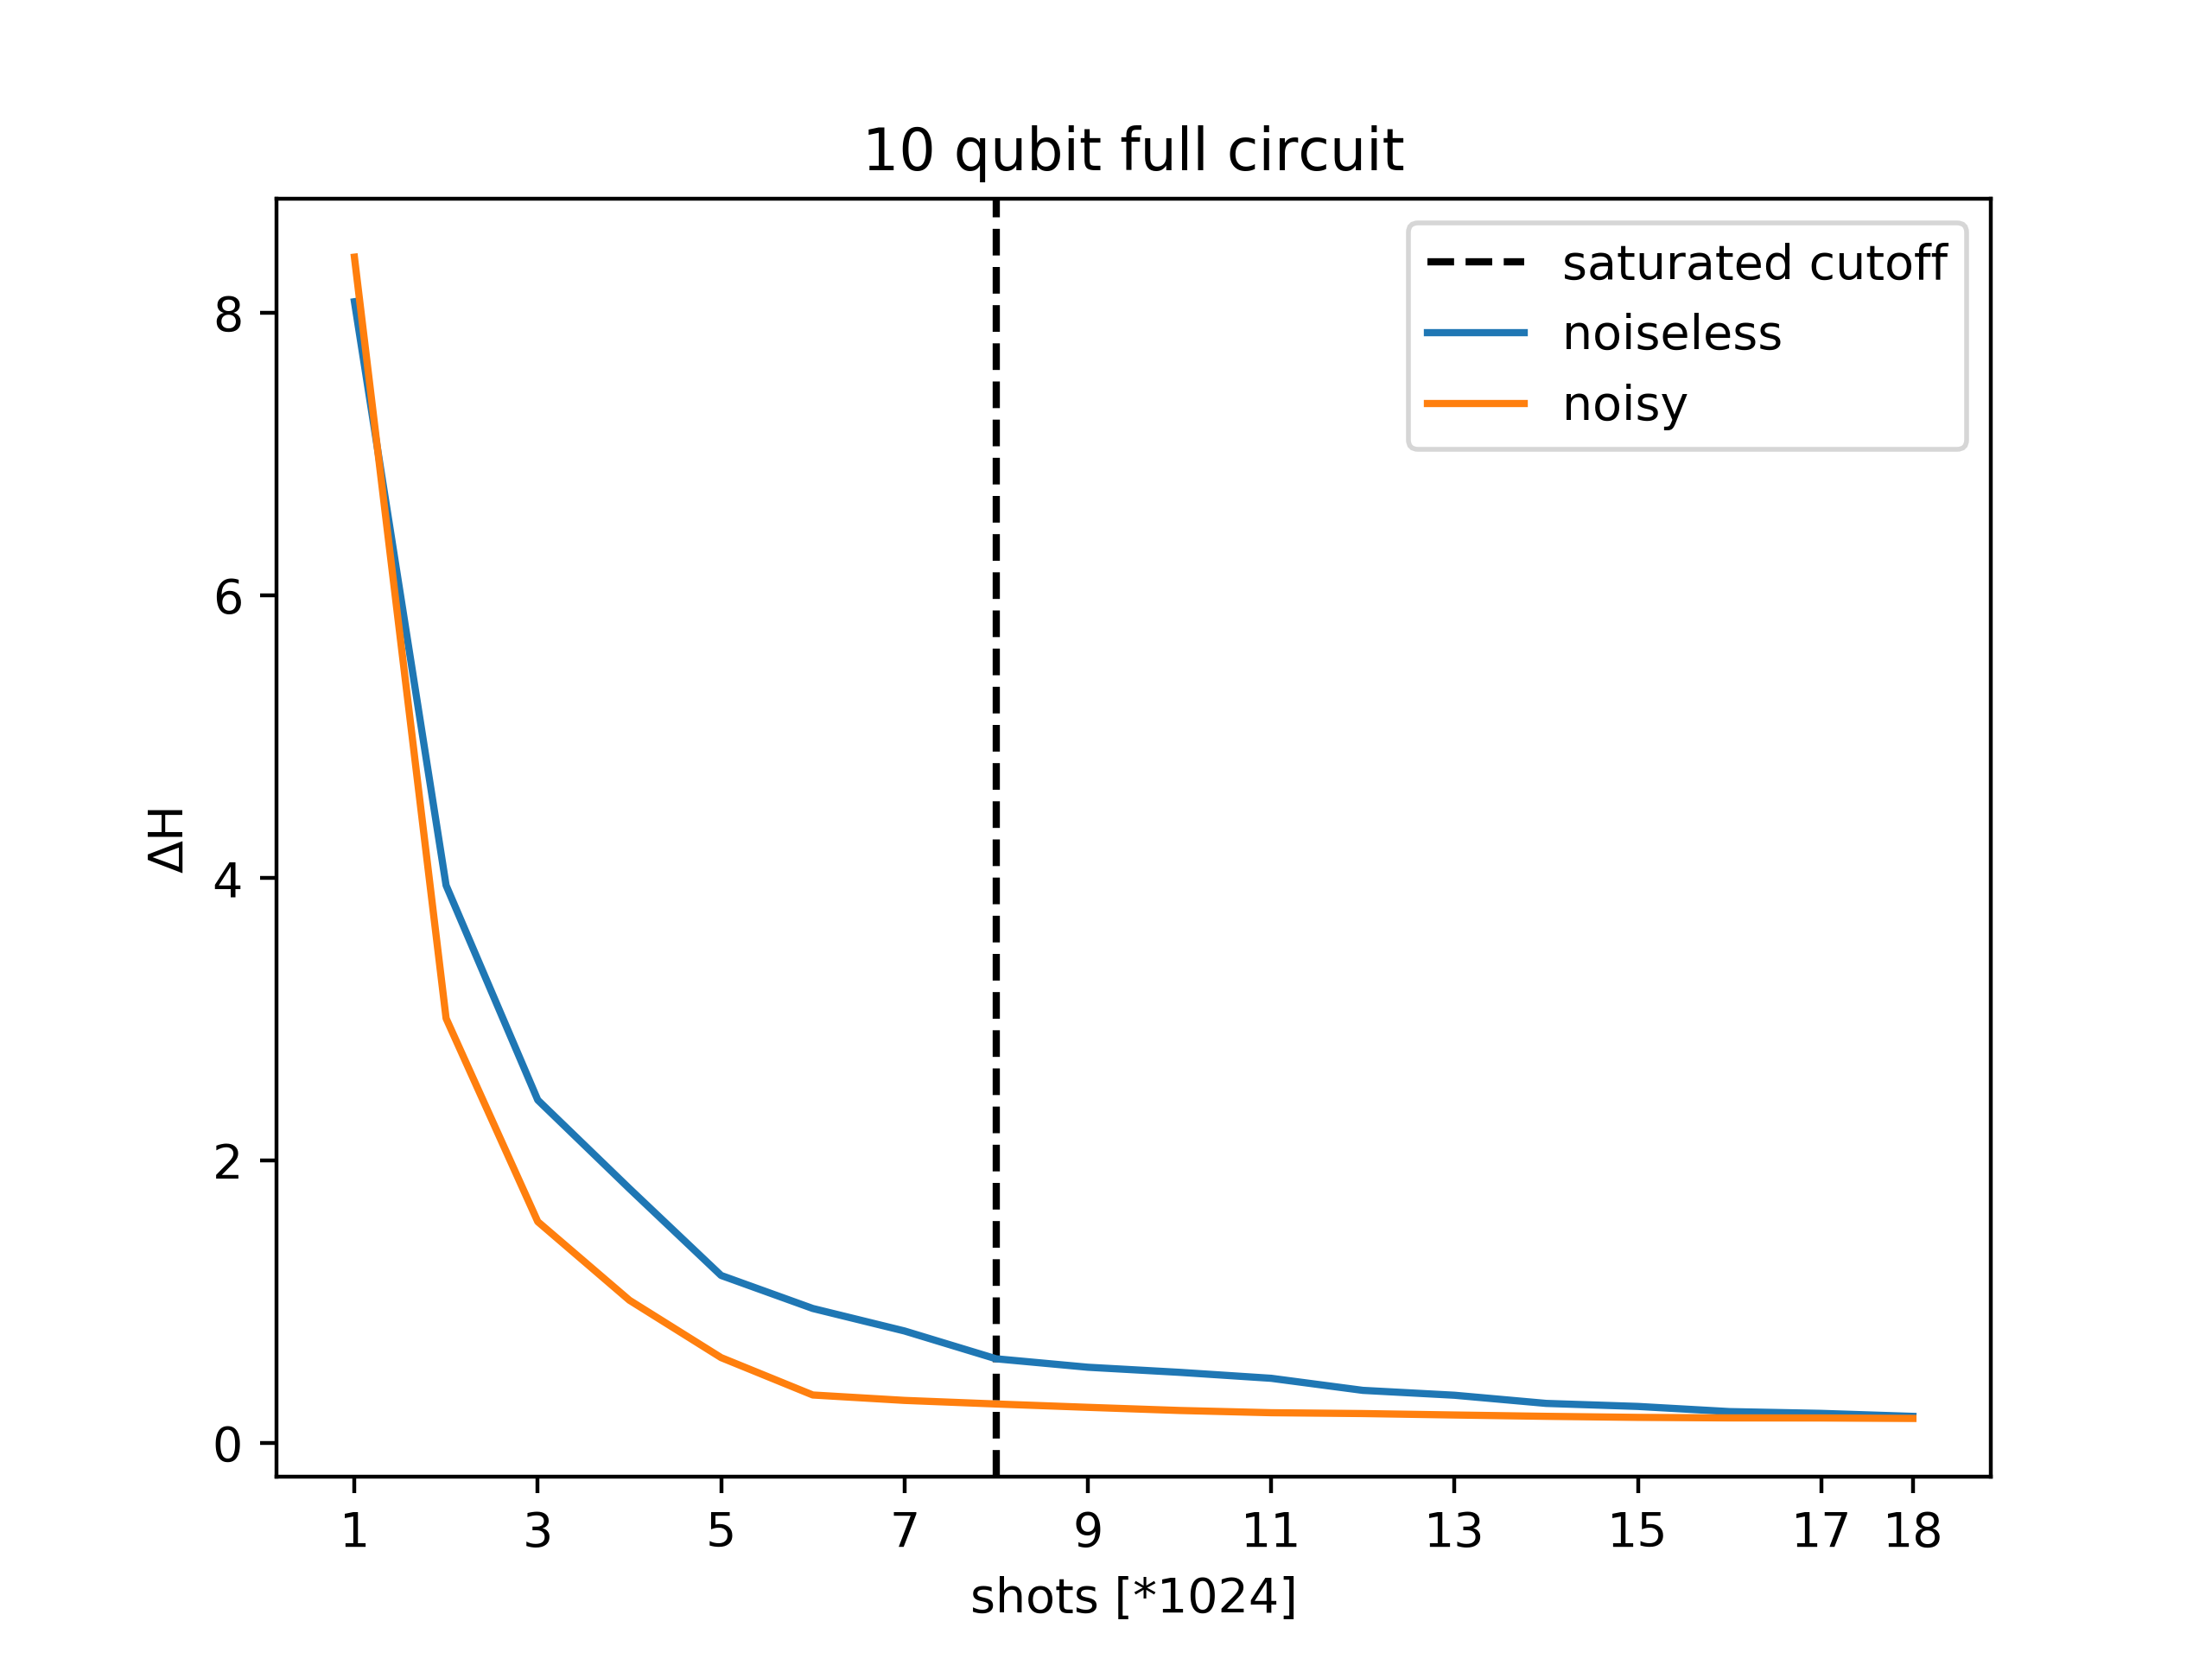 10 qubit full circuit
saturated cutoff
noiseless
noisy
8
6
4
2
0
ΔH
1 3 5 7 9 11 13 15 17 18
shots [*1024]